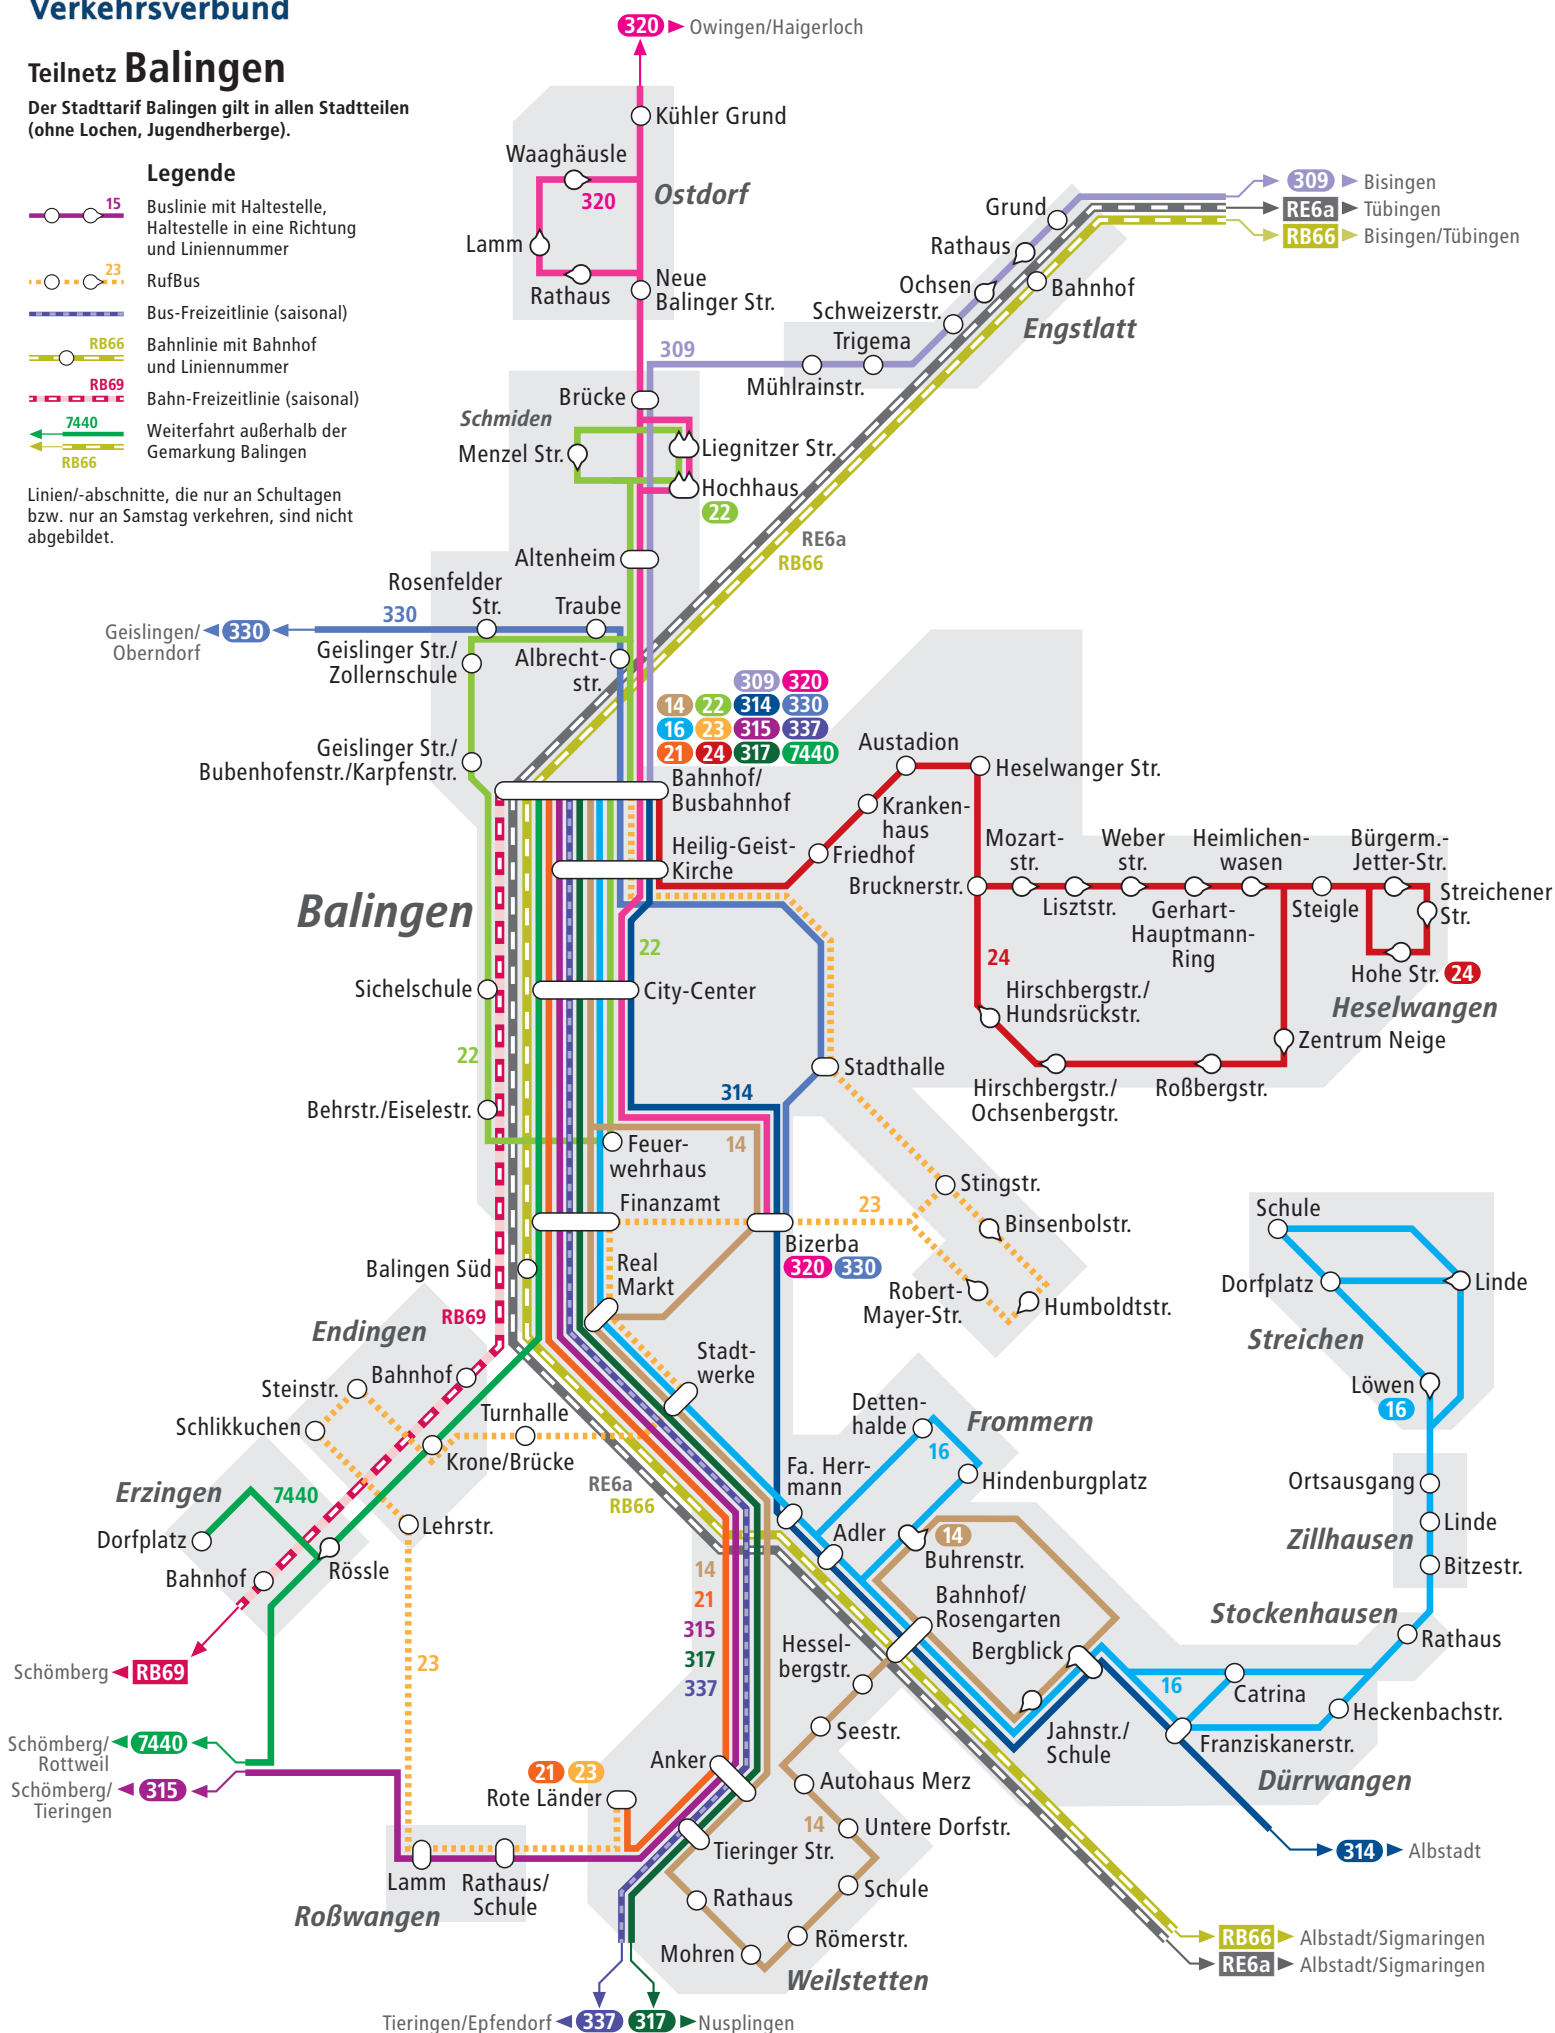 Verkehrsverbund
Teilnetz Balingen
Der Stadttarif Balingen gilt in allen Stadtteilen
(ohne Lochen, Jugendherberge).
Legende
15
Buslinie mit Haltestelle,
Haltestelle in eine Richtung
und Liniennummer
23
RufBus
Bus-Freizeitlinie (saisonal)
RB66
Bahnlinie mit Bahnhof
und Liniennummer
RB69
Bahn-Freizeitlinie (saisonal)
7440
RB66
Weiterfahrt außerhalb der
Gemarkung Balingen
Linien/-abschnitte, die nur an Schultagen
bzw. nur an Samstag verkehren, sind nicht
abgebildet.
320 Owingen/Haigerloch
Kühler Grund
Waaghäusle
320
Ostdorf
Lamm
Rathaus
Neue
Balinger Str.
309 Bisingen
RE6a Tübingen
RB66 Bisingen/Tübingen
Grund
Rathaus
Ochsen
Bahnhof
Schweizerstr.
Engstlatt
Trigema
Mühlrainstr.
309
Brücke
Schmiden
Menzel Str.
Liegnitzer Str.
Hochhaus
22
RE6a
RB66
Altenheim
Rosenfelder
Str.
Traube
330
Geislingen/
Oberndorf
330
Geislinger Str./
Zollernschule
Albrecht-
str.
309 320
14 22 314 330
16 23 315 337
21 24 317 7440
Bahnhof/
Busbahnhof
Geislinger Str./
Bubenhofenstr./Karpfenstr.
Heilig-Geist-
Kirche
Austadion
Heselwanger Str.
Kranken-
haus
Friedhof
Brucknerstr.
Mozart-
str.
Lisztstr.
Weber
str.
Gerhart-
Hauptmann-
Ring
Heimlichen-
wasen
Steigle
Bürgerm.-
Jetter-Str.
Streichener
Str.
Hohe Str. 24
Heselwangen
24
Hirschbergstr./
Hundsrückstr.
Zentrum Neige
Hirschbergstr./
Ochsenbergstr.
Roßbergstr.
Balingen
22
Sichelschule
City-Center
22
Stadthalle
Behrstr./Eiselestr.
314
Feuer-
wehrhaus
14
Finanzamt
23
Stingstr.
Binsenbolstr.
Bizerba
320 330
Robert-
Mayer-Str.
Humboldtstr.
Balingen Süd
Real
Markt
RB69
Endingen
Bahnhof
Steinstr.
Schlikkuchen
Turnhalle
Krone/Brücke
Stadt-
werke
Schule
Dorfplatz
Linde
Streichen
Löwen
16
Detten-
halde
Frommern
16
Hindenburgplatz
Fa. Herr-
mann
Adler
14
Buhrenstr.
Ortsausgang
Linde
Zillhausen
Bitzestr.
Erzingen
7440
Dorfplatz
Lehrstr.
Rössle
Bahnhof
RE6a
RB66
14
21
315
317
337
Bahnhof/
Rosengarten
Bergblick
Stockenhausen
Rathaus
16
Catrina
Heckenbachstr.
Franziskanerstr.
Jahnstr./
Schule
Dürrwangen
Hessel-
bergstr.
Seestr.
Schömberg RB69
23
Schömberg/
Rottweil
7440
Schömberg/
Tieringen
315
Anker
21 23
Rote Länder
Autohaus Merz
14
Untere Dorfstr.
Tieringer Str.
314 Albstadt
Lamm
Rathaus/
Schule
Roßwangen
Rathaus
Schule
Römerstr.
Mohren
Weilstetten
RB66 Albstadt/Sigmaringen
RE6a Albstadt/Sigmaringen
Tieringen/Epfendorf 337 317 Nusplingen